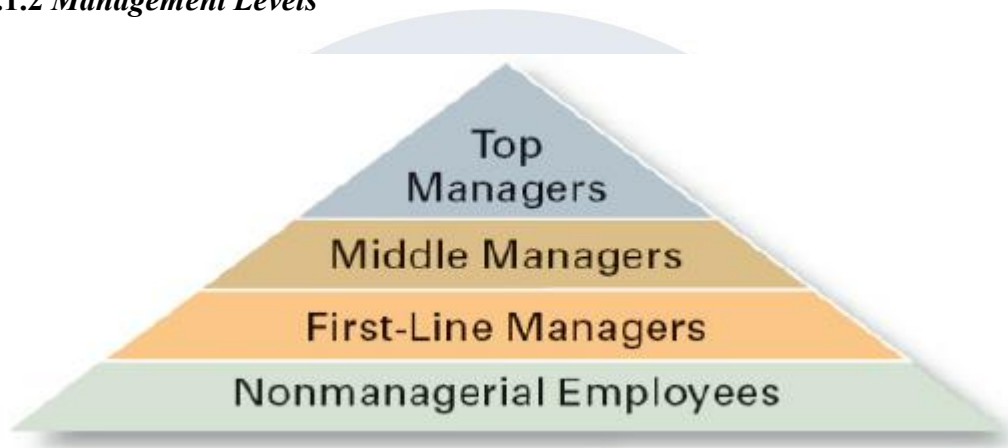 .1.2 Management Levels
Top
Managers
Middle Managers
First-Line Managers
Nonmanagerial Employees